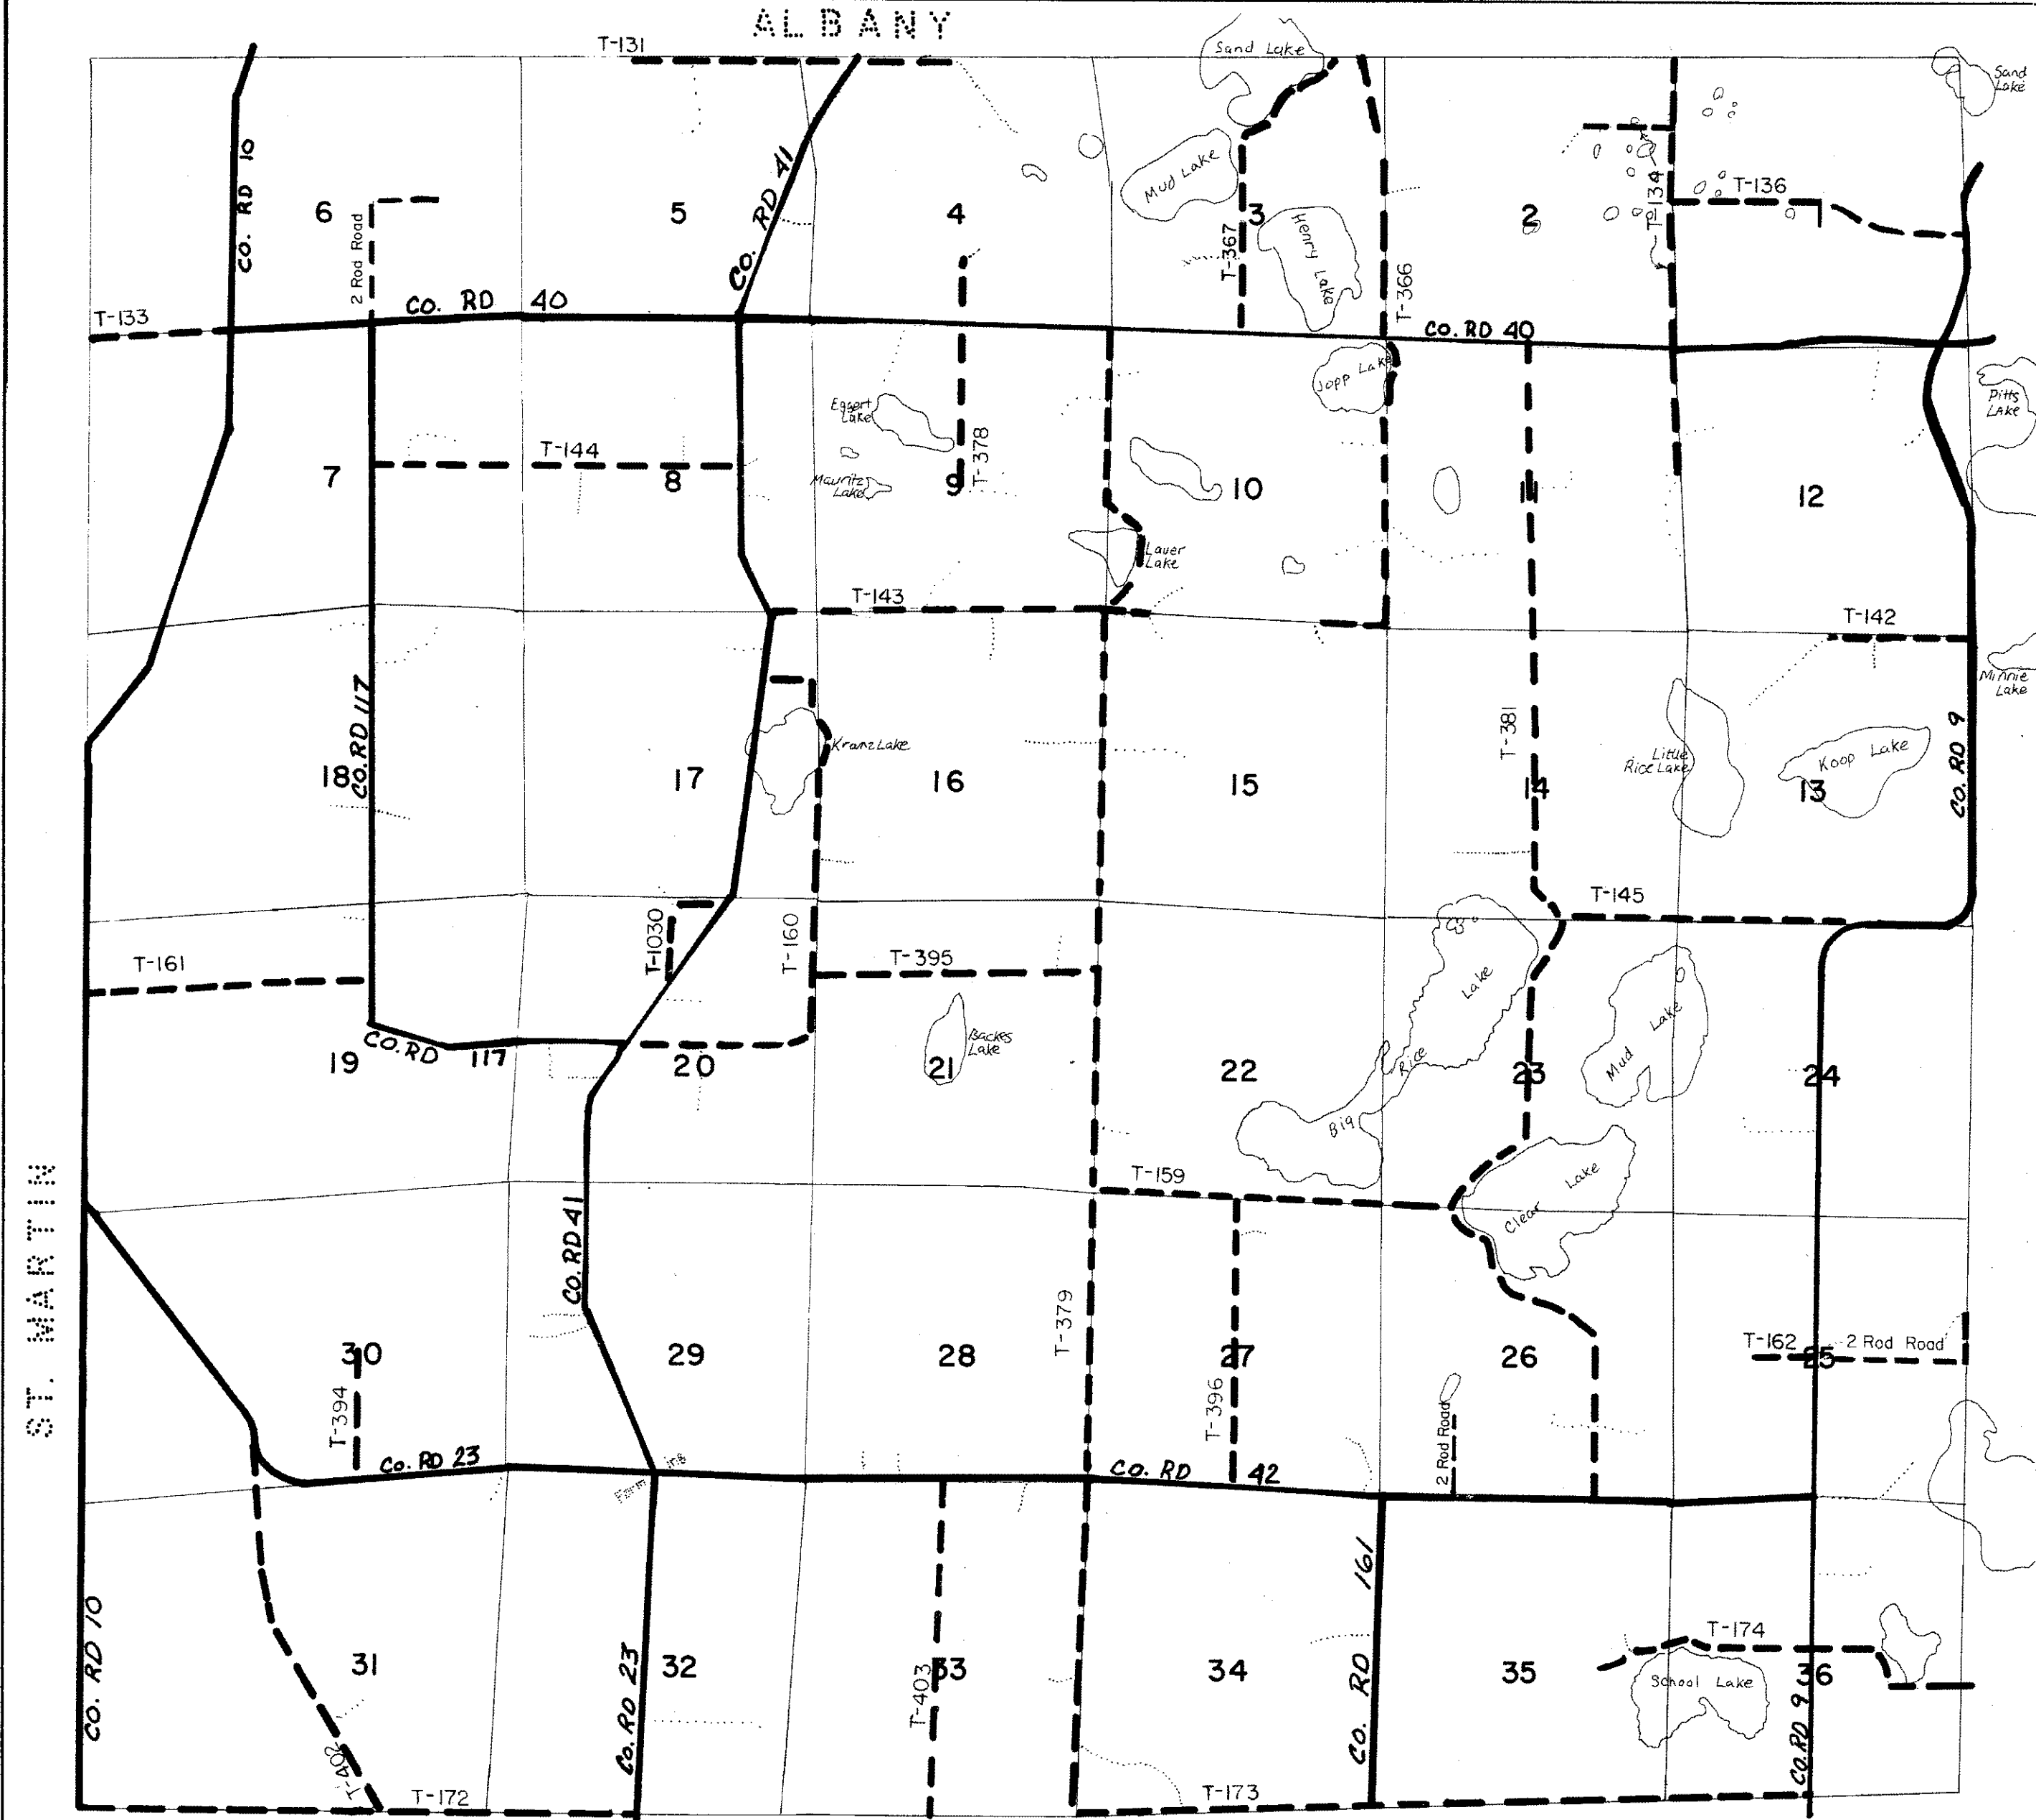 ALBANY
T-131
Sand Lake
Sand
Lake
CO. RD 10
CO. RD 41
Mud Lake
T-134
T-136
6
5
4
3
2
2 Rod Road
T-367
Henry
Lake
T-366
T-133
CO. RD 40
CO. RD 40
Jopp Lake
Pitts
Lake
Eggert
Lake
T-144
T-378
7
8
9
10
11
12
Mauritz
Lake
Lauer
Lake
T-143
T-142
Minnie
Lake
CO. RD 117
T-381
CO. RD 9
Kranz Lake
Little
Rice Lake
Koop Lake
18
17
16
15
14
13
T-145
T-1030
T-160
T-395
T-161
Big Rice Lake
Mud Lake
Backes
Lake
CO. RD 117
19
20
21
22
23
24
ST. MARTIN
T-159
Clear Lake
CO. RD 41
T-379
T-162
2 Rod Road
30
29
28
27
26
25
T-394
T-396
2 Rod Road
CO. RD 23
Farming
CO. RD 42
CO. RD 161
CO. RD 10
T-174
31
32
33
34
35
36
School Lake
CO. RD 23
T-403
CO. RD 9
T-402
T-172
T-173